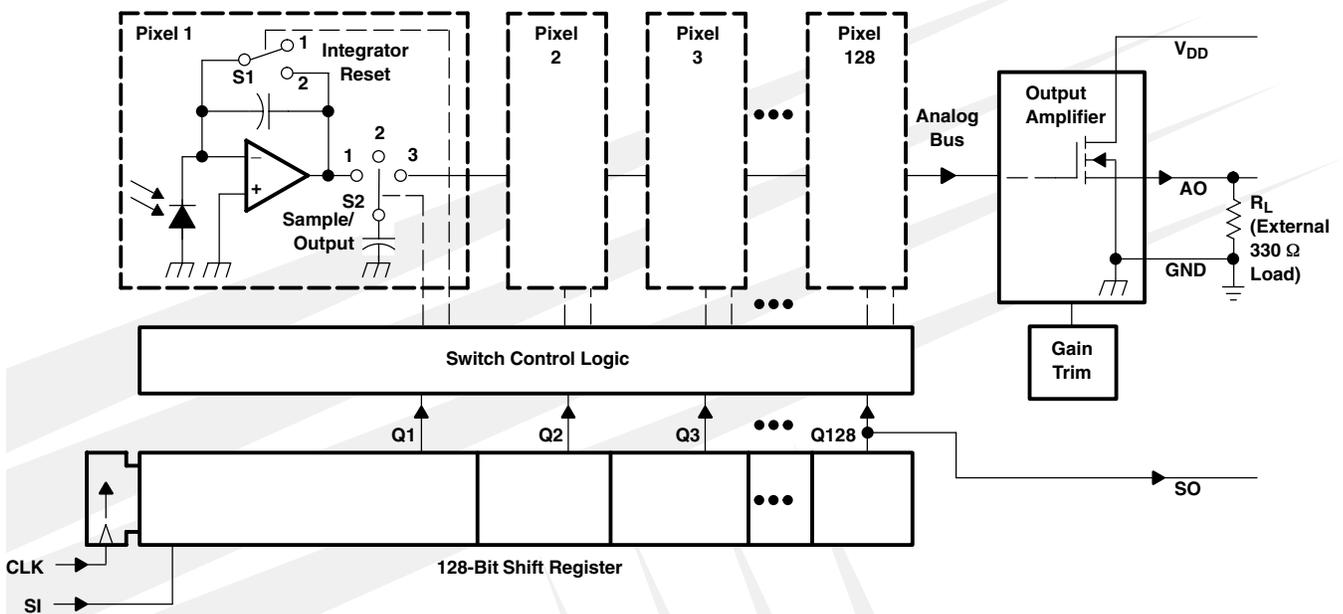 Pixel 1
1
Integrator
Reset
S1
2
2
1
3
−
+
S2
Sample/
Output
Pixel
2
Pixel
3
Pixel
128
Analog
Bus
Output
Amplifier
VDD
AO
RL
(External
330 Ω
Load)
GND
Gain
Trim
Switch Control Logic
Q1
Q2
Q3
Q128
SO
CLK
SI
128-Bit Shift Register